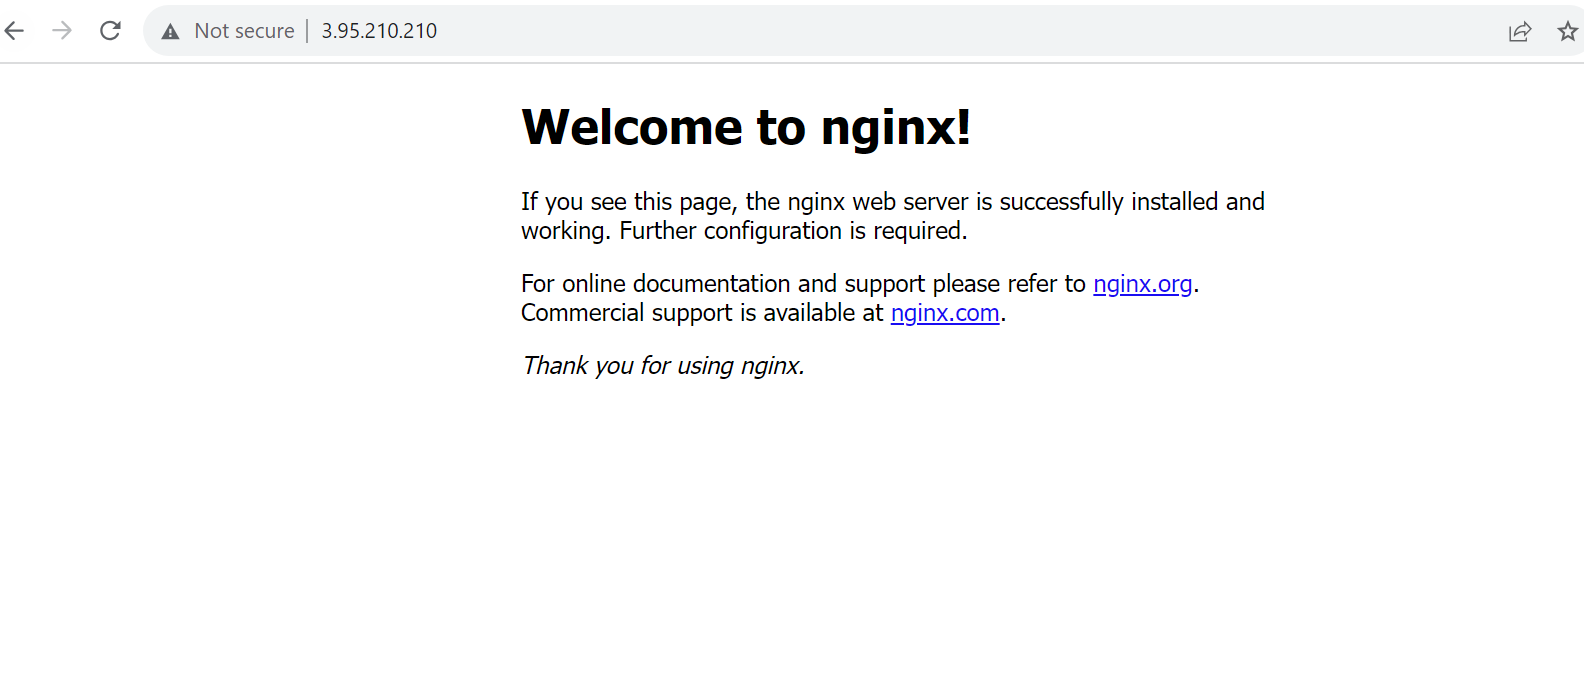 Not secure | 3.95.210.210
Welcome to nginx!
If you see this page, the nginx web server is successfully installed and
working. Further configuration is required.
For online documentation and support please refer to nginx.org.
Commercial support is available at nginx.com.
Thank you for using nginx.